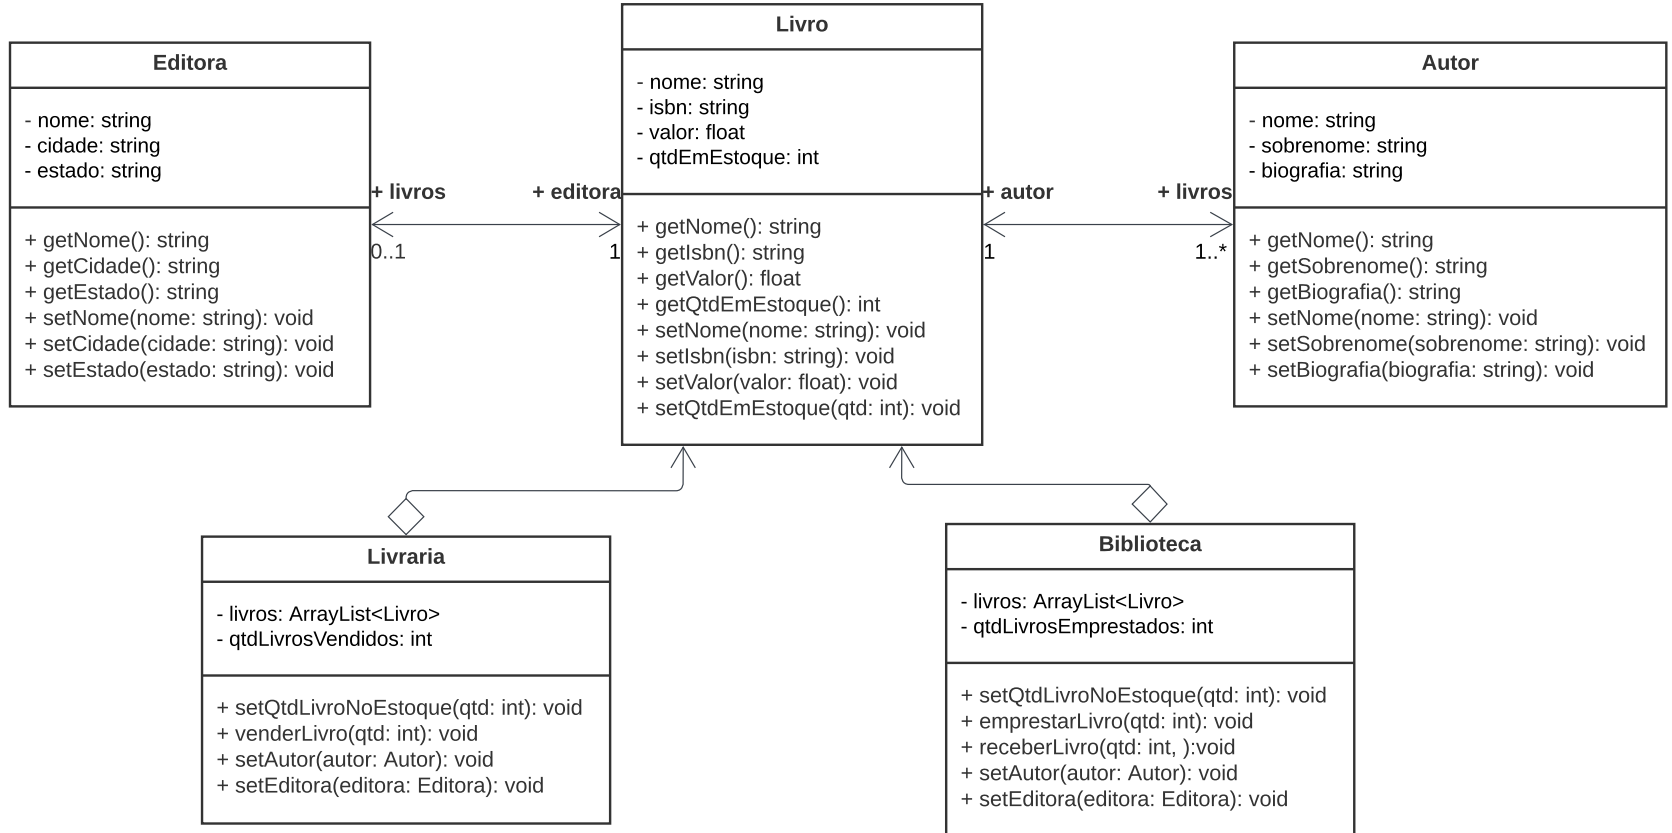 Editora
- nome: string
- cidade: string
- estado: string
+ getNome(): string
+ getCidade(): string
+ getEstado(): string
+ setNome(nome: string): void
+ setCidade(cidade: string): void
+ setEstado(estado: string): void
+ livros
0..1
+ editora
1
Livro
- nome: string
- isbn: string
- valor: float
- qtdEmEstoque: int
+ getNome(): string
+ getIsbn(): string
+ getValor(): float
+ getQtdEmEstoque(): int
+ setNome(nome: string): void
+ setIsbn(isbn: string): void
+ setValor(valor: float): void
+ setQtdEmEstoque(qtd: int): void
+ autor
1
+ livros
1..*
Autor
- nome: string
- sobrenome: string
- biografia: string
+ getNome(): string
+ getSobrenome(): string
+ getBiografia(): string
+ setNome(nome: string): void
+ setSobrenome(sobrenome: string): void
+ setBiografia(biografia: string): void
Livraria
- livros: ArrayList<Livro>
- qtdLivrosVendidos: int
+ setQtdLivroNoEstoque(qtd: int): void
+ venderLivro(qtd: int): void
+ setAutor(autor: Autor): void
+ setEditora(editora: Editora): void
Biblioteca
- livros: ArrayList<Livro>
- qtdLivrosEmprestados: int
+ setQtdLivroNoEstoque(qtd: int): void
+ emprestarLivro(qtd: int): void
+ receberLivro(qtd: int, ):void
+ setAutor(autor: Autor): void
+ setEditora(editora: Editora): void